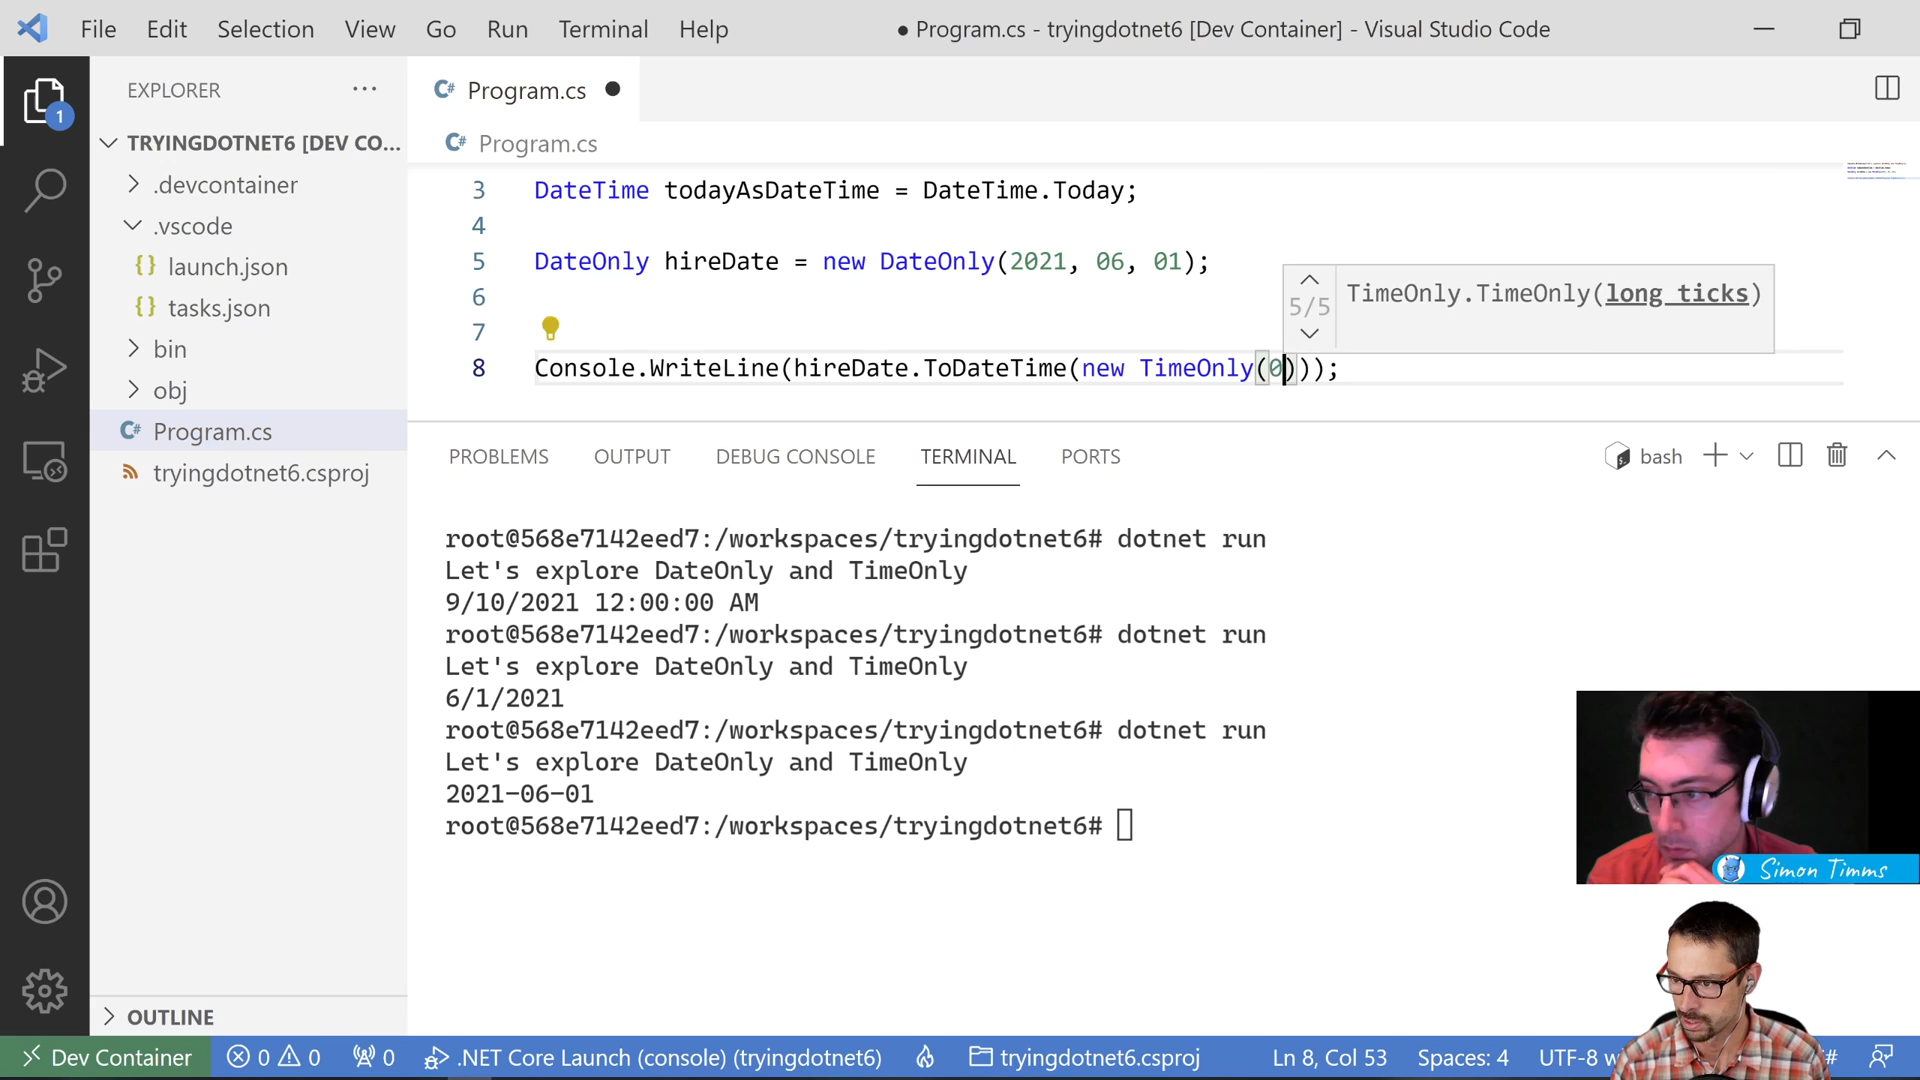 File Edit Selection View Go Run Terminal Help
● Program.cs - tryingdotnet6 [Dev Container] - Visual Studio Code
EXPLORER ...
1
TRYINGDOTNET6 [DEV CO...
.devcontainer
.vscode
{} launch.json
{} tasks.json
bin
obj
C# Program.cs
tryingdotnet6.csproj
OUTLINE
C# Program.cs ●
C# Program.cs
3 DateTime todayAsDateTime = DateTime.Today;
4
5 DateOnly hireDate = new DateOnly(2021, 06, 01);
6
7
8 Console.WriteLine(hireDate.ToDateTime(new TimeOnly(0)));
5/5 TimeOnly.TimeOnly(long ticks)
PROBLEMS OUTPUT DEBUG CONSOLE TERMINAL PORTS
bash
root@568e7142eed7:/workspaces/tryingdotnet6# dotnet run
Let's explore DateOnly and TimeOnly
9/10/2021 12:00:00 AM
root@568e7142eed7:/workspaces/tryingdotnet6# dotnet run
Let's explore DateOnly and TimeOnly
6/1/2021
root@568e7142eed7:/workspaces/tryingdotnet6# dotnet run
Let's explore DateOnly and TimeOnly
2021-06-01
root@568e7142eed7:/workspaces/tryingdotnet6#
Simon Timms
Dev Container 0 0 0 .NET Core Launch (console) (tryingdotnet6) tryingdotnet6.csproj Ln 8, Col 53 Spaces: 4 UTF-8